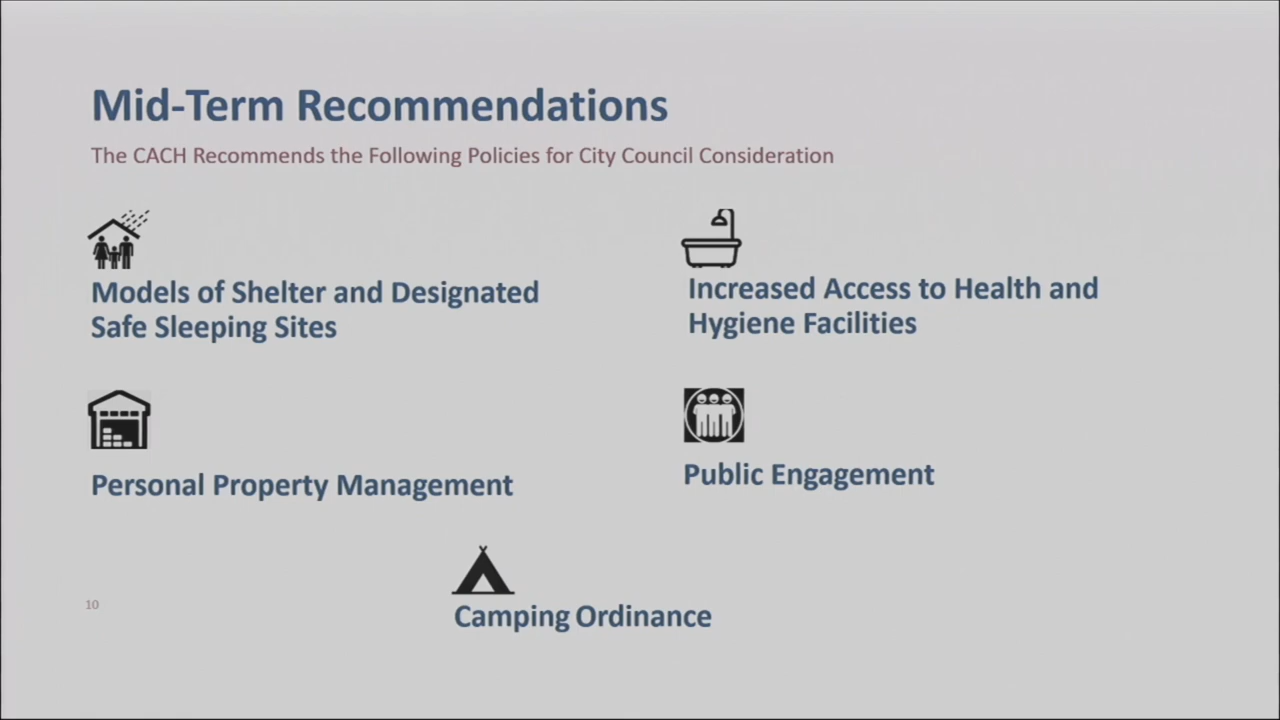 Mid-Term Recommendations
The CACH Recommends the Following Policies for City Council Consideration
Models of Shelter and Designated
Safe Sleeping Sites
Increased Access to Health and
Hygiene Facilities
Personal Property Management
Public Engagement
Camping Ordinance
10